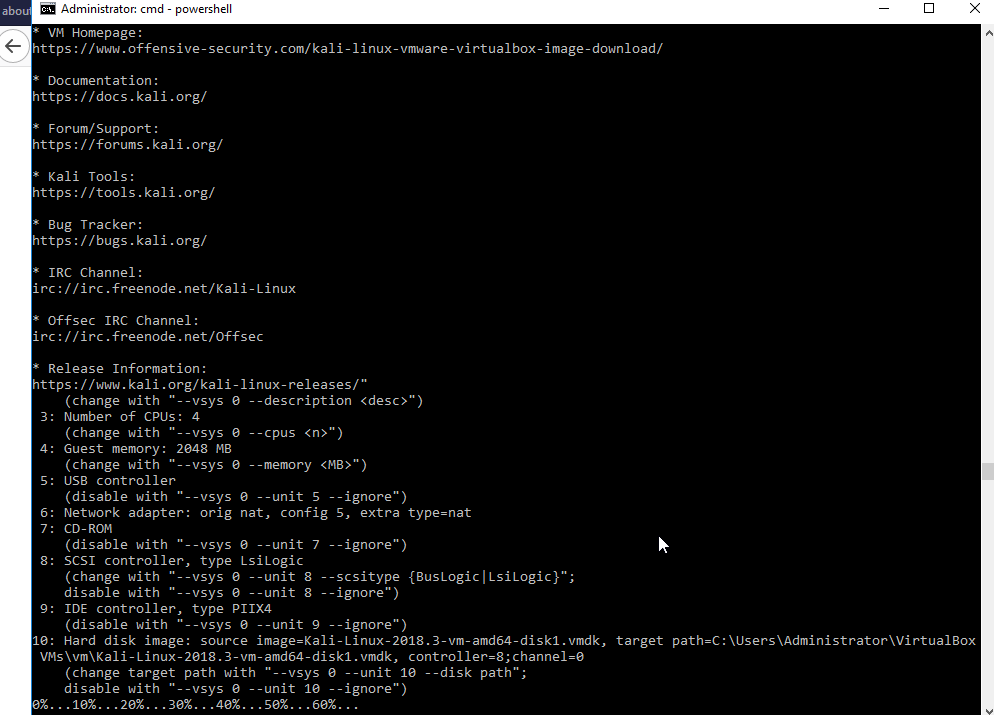 abou
Administrator: cmd - powershell
* VM Homepage:
https://www.offensive-security.com/kali-linux-vmware-virtualbox-image-download/
* Documentation:
https://docs.kali.org/
* Forum/Support:
https://forums.kali.org/
* Kali Tools:
https://tools.kali.org/
* Bug Tracker:
https://bugs.kali.org/
* IRC Channel:
irc://irc.freenode.net/Kali-Linux
* Offsec IRC Channel:
irc://irc.freenode.net/Offsec
* Release Information:
https://www.kali.org/kali-linux-releases/"
    (change with "--vsys 0 --description <desc>")
 3: Number of CPUs: 4
    (change with "--vsys 0 --cpus <n>")
 4: Guest memory: 2048 MB
    (change with "--vsys 0 --memory <MB>")
 5: USB controller
    (disable with "--vsys 0 --unit 5 --ignore")
 6: Network adapter: orig nat, config 5, extra type=nat
 7: CD-ROM
    (disable with "--vsys 0 --unit 7 --ignore")
 8: SCSI controller, type LsiLogic
    (change with "--vsys 0 --unit 8 --scsitype {BusLogic|LsiLogic}";
    disable with "--vsys 0 --unit 8 --ignore")
 9: IDE controller, type PIIX4
    (disable with "--vsys 0 --unit 9 --ignore")
10: Hard disk image: source image=Kali-Linux-2018.3-vm-amd64-disk1.vmdk, target path=C:\Users\Administrator\VirtualBox
 VMs\vm\Kali-Linux-2018.3-vm-amd64-disk1.vmdk, controller=8;channel=0
    (change target path with "--vsys 0 --unit 10 --disk path";
    disable with "--vsys 0 --unit 10 --ignore")
0%...10%...20%...30%...40%...50%...60%...